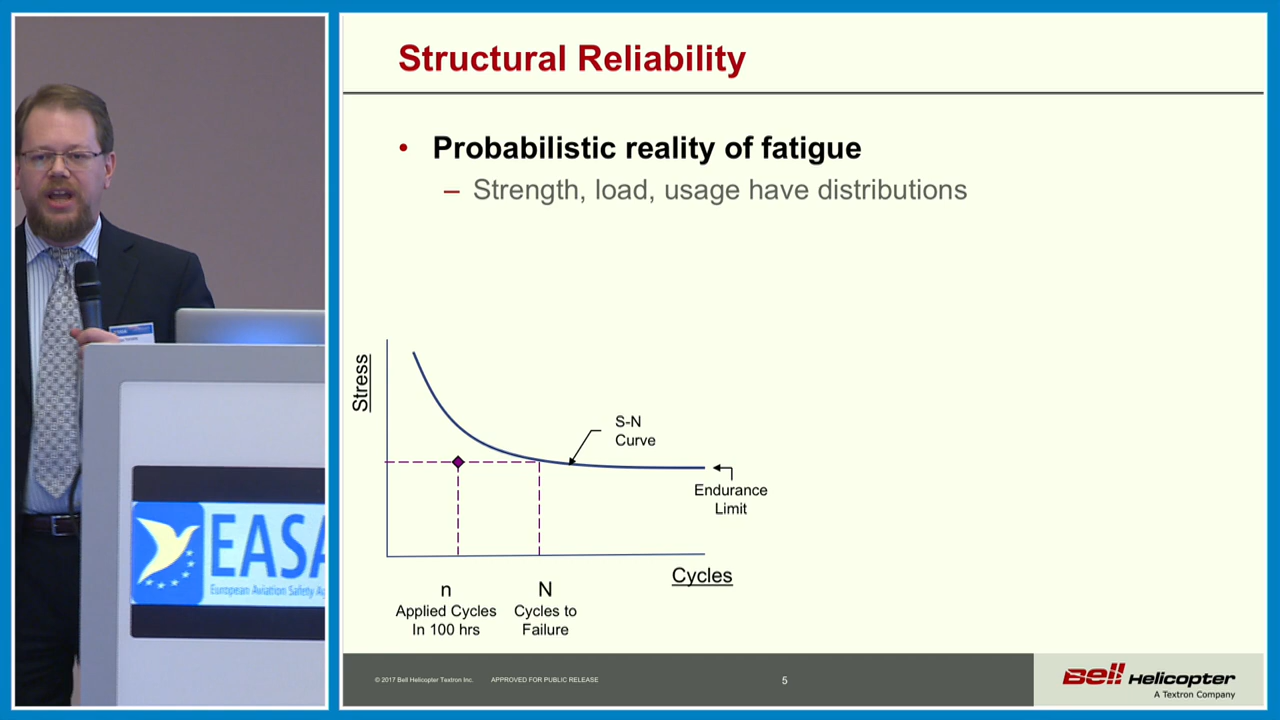 Structural Reliability
• Probabilistic reality of fatigue
– Strength, load, usage have distributions
Stress
S-N
Curve
Endurance
Limit
Cycles
n
Applied Cycles
In 100 hrs
N
Cycles to
Failure
© 2017 Bell Helicopter Textron Inc.
APPROVED FOR PUBLIC RELEASE
5
Bell Helicopter
A Textron Company
EASA
European Aviation Safety